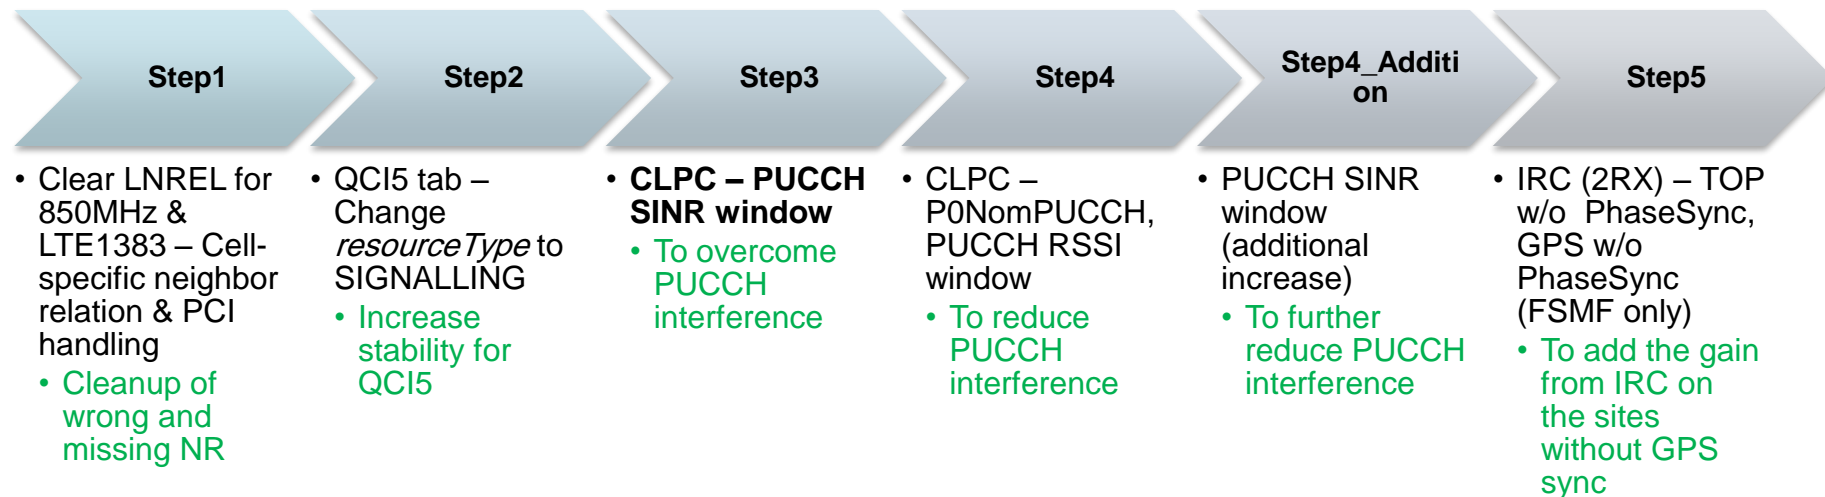 Step1
Step2
Step3
Step4
Step4_Additi
on
Step5
• Clear LNREL for
850MHz &
LTE1383 – Cell-
specific neighbor
relation & PCI
handling
• Cleanup of
wrong and
missing NR
• QCI5 tab –
Change
resourceType to
SIGNALLING
• Increase
stability for
QCI5
• CLPC – PUCCH
SINR window
• To overcome
PUCCH
interference
• CLPC –
P0NomPUCCH,
PUCCH RSSI
window
• To reduce
PUCCH
interference
• PUCCH SINR
window
(additional
increase)
• To further
reduce PUCCH
interference
• IRC (2RX) – TOP
w/o PhaseSync,
GPS w/o
PhaseSync
(FSMF only)
• To add the gain
from IRC on
the sites
without GPS
sync